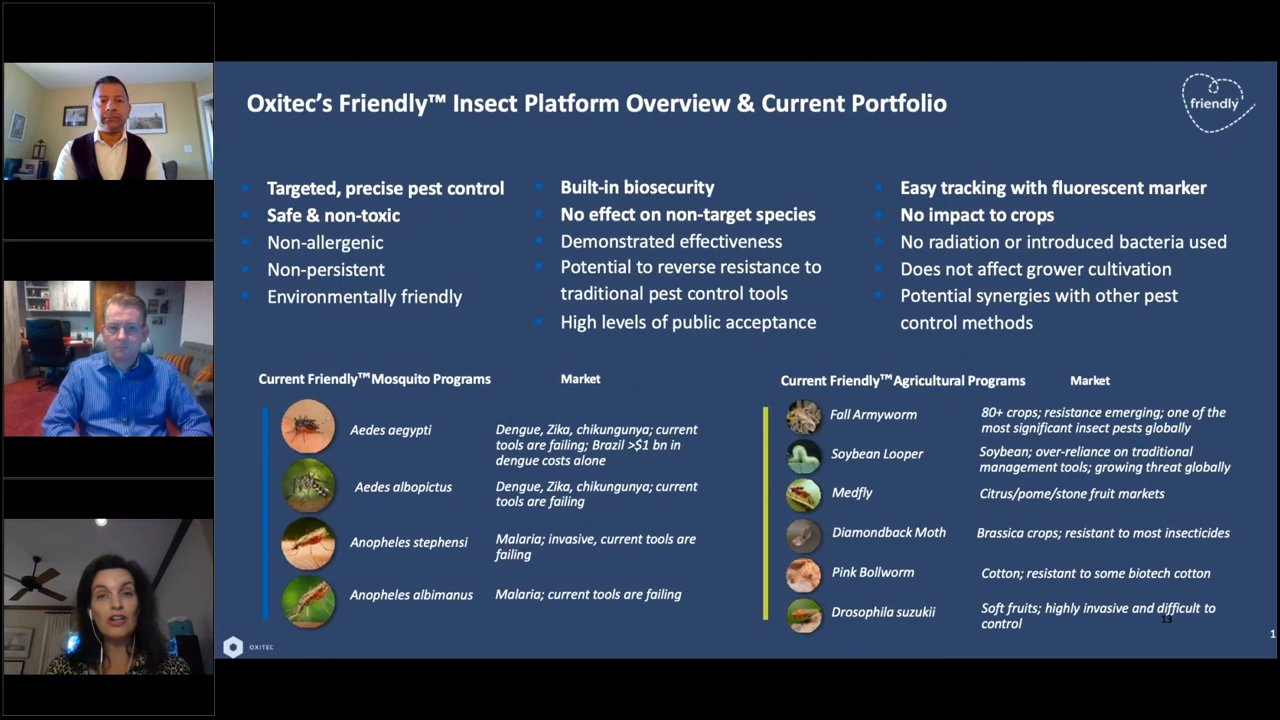 Oxitec's Friendly™ Insect Platform Overview & Current Portfolio
friendly
Targeted, precise pest control
Safe & non-toxic
Non-allergenic
Non-persistent
Environmentally friendly
Built-in biosecurity
No effect on non-target species
Demonstrated effectiveness
Potential to reverse resistance to
traditional pest control tools
High levels of public acceptance
Easy tracking with fluorescent marker
No impact to crops
No radiation or introduced bacteria used
Does not affect grower cultivation
Potential synergies with other pest
control methods
Current Friendly™ Mosquito Programs
Market
Aedes aegypti
Dengue, Zika, chikungunya; current
tools are failing; Brazil >$1 bn in
dengue costs alone
Aedes albopictus
Dengue, Zika, chikungunya; current
tools are failing
Anopheles stephensi
Malaria; invasive, current tools are
failing
Anopheles albimanus
Malaria; current tools are failing
Current Friendly™ Agricultural Programs
Market
Fall Armyworm
80+ crops; resistance emerging; one of the
most significant insect pests globally
Soybean Looper
Soybean; over-reliance on traditional
management tools; growing threat globally
Medfly
Citrus/pome/stone fruit markets
Diamondback Moth
Brassica crops; resistant to most insecticides
Pink Bollworm
Cotton; resistant to some biotech cotton
Drosophila suzukii
Soft fruits; highly invasive and difficult to
control
13
1
OXITEC